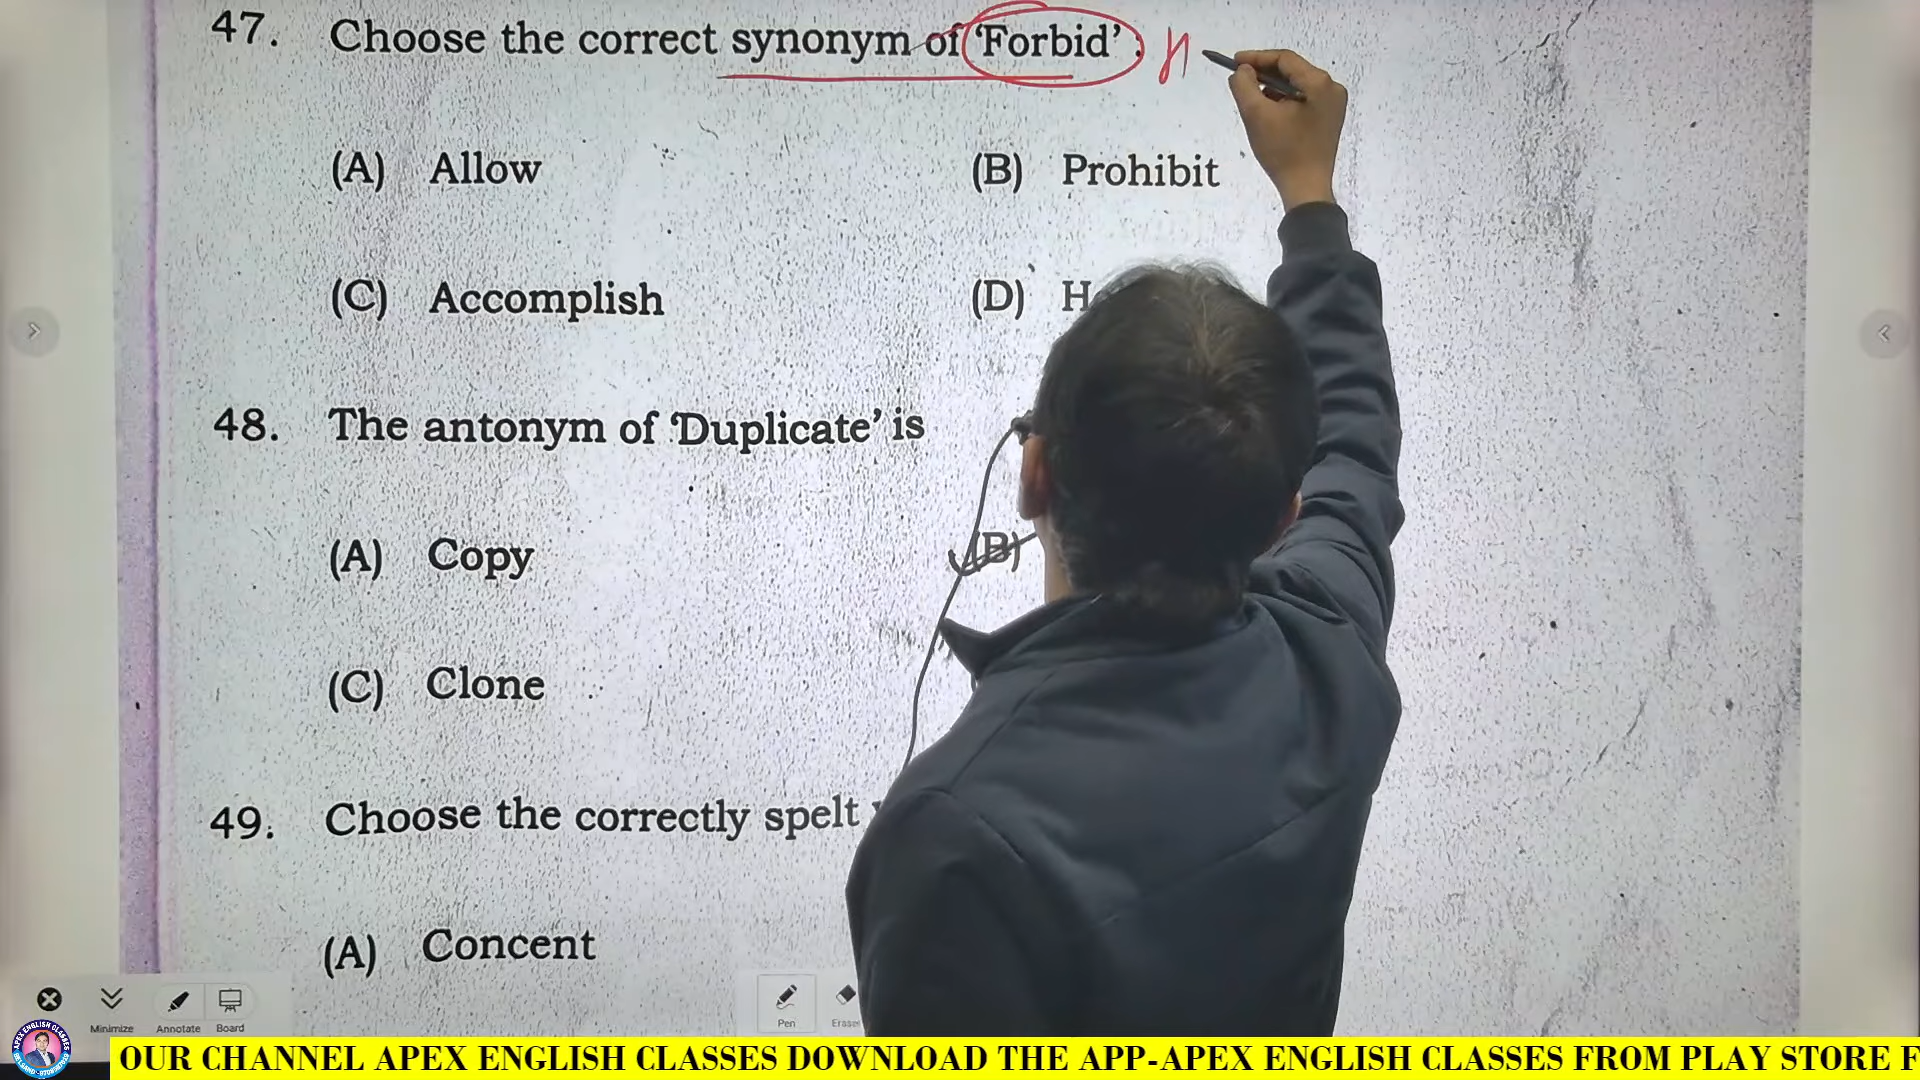 47. Choose the correct synonym of 'Forbid' :
(A) Allow (B) Prohibit
(C) Accomplish (D)
48. The antonym of 'Duplicate' is
(A) Copy (B)
(C) Clone
49. Choose the correctly spelt
(A) Concent
Minimize Annotate Board Pen Eraser
OUR CHANNEL APEX ENGLISH CLASSES DOWNLOAD THE APP-APEX ENGLISH CLASSES FROM PLAY STORE F